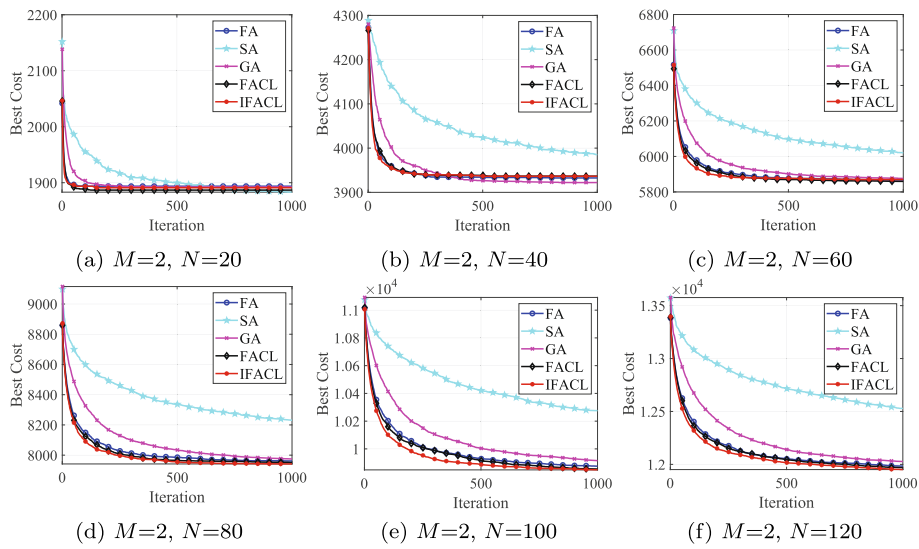 2200
2100
2000
1900
Best Cost
0
500
1000
Iteration
FA
SA
GA
FACL
IFACL
(a) M=2, N=20
4300
4200
4100
4000
3900
Best Cost
0
500
1000
Iteration
FA
SA
GA
FACL
IFACL
(b) M=2, N=40
6800
6600
6400
6200
6000
5800
Best Cost
0
500
1000
Iteration
FA
SA
GA
FACL
IFACL
(c) M=2, N=60
9000
8800
8600
8400
8200
8000
Best Cost
0
500
1000
Iteration
FA
SA
GA
FACL
IFACL
(d) M=2, N=80
×10⁴
1.1
1.08
1.06
1.04
1.02
1
Best Cost
0
500
1000
Iteration
FA
SA
GA
FACL
IFACL
(e) M=2, N=100
×10⁴
1.35
1.3
1.25
1.2
Best Cost
0
500
1000
Iteration
FA
SA
GA
FACL
IFACL
(f) M=2, N=120